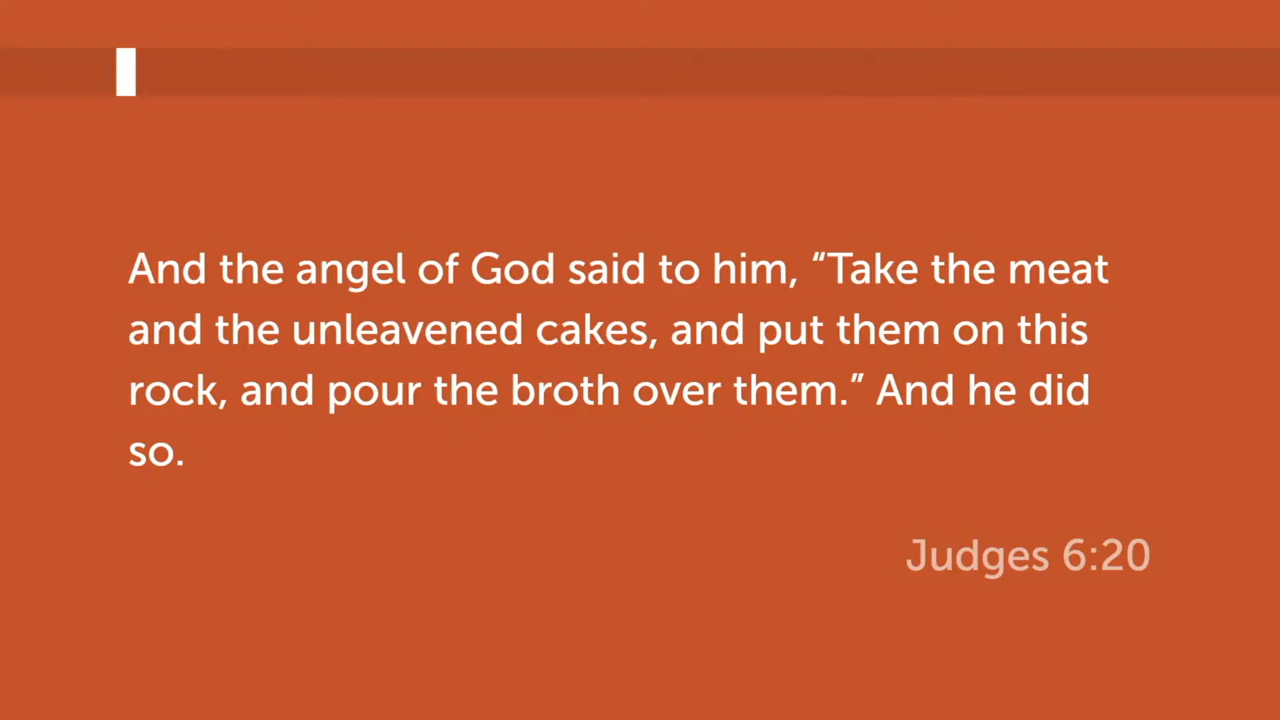 And the angel of God said to him, “Take the meat
and the unleavened cakes, and put them on this
rock, and pour the broth over them.” And he did
so.
Judges 6:20